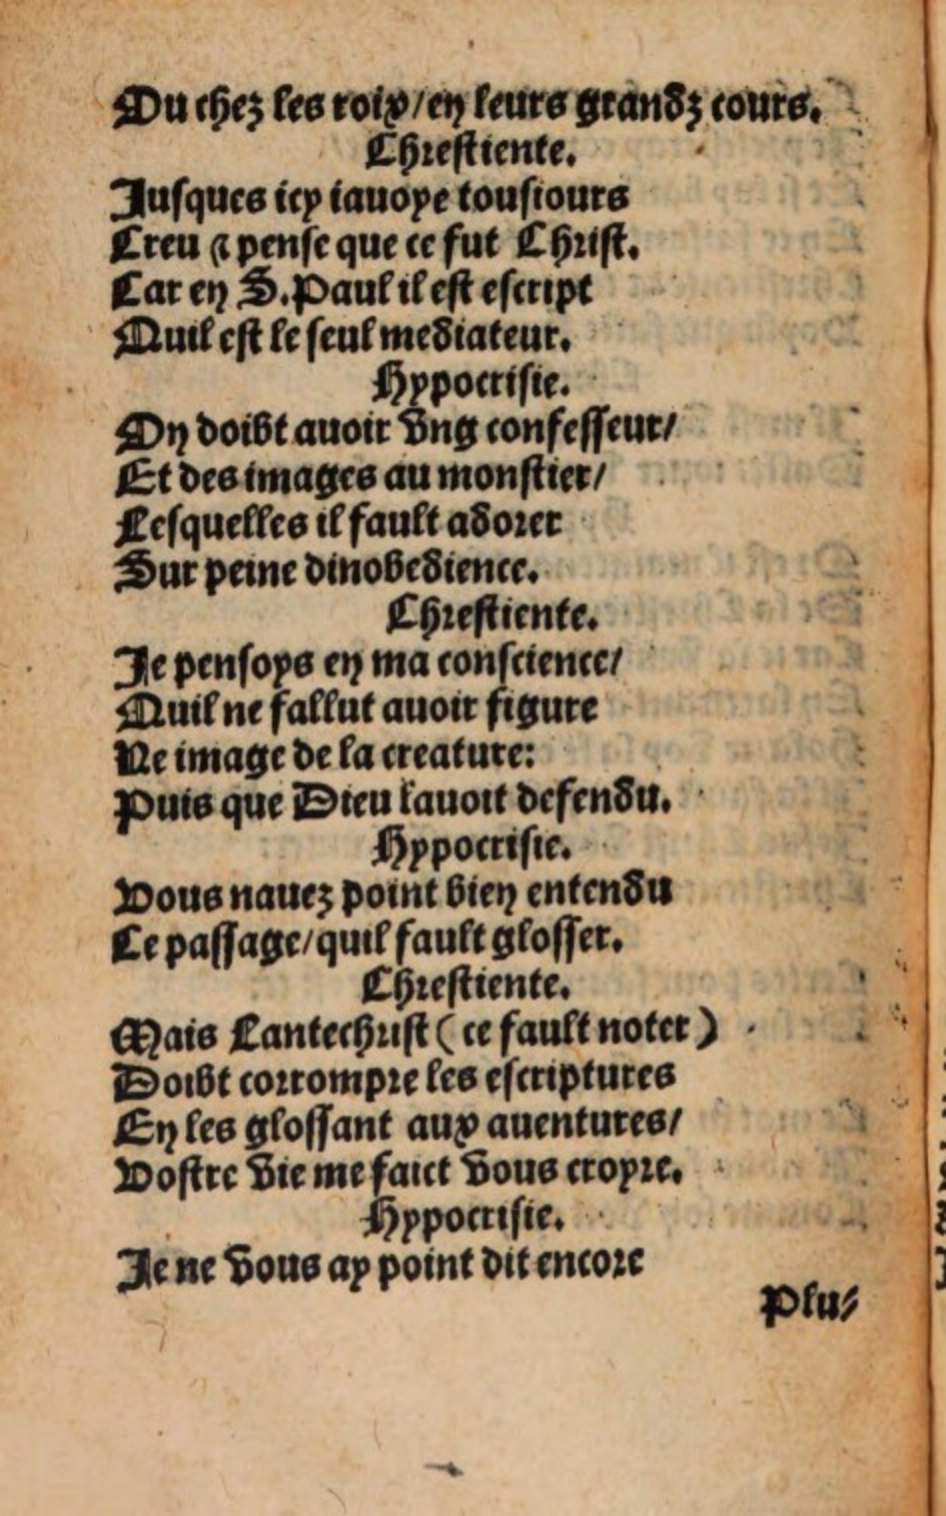 Ou chez les roix/en leurs grandz cours.
Chrestiente.
Jusques icy iauoye tousiours
Creu & pense que ce fut Christ.
Car en S.Paul il est escript
Quil est le seul mediateur.
Hypocrisie.
On doibt auoir vng confesseur/
Et des images au monstier/
Lesquelles il fault adorer
Sur peine dinobedience.
Chrestiente.
Je pensoys en ma conscience/
Quil ne fallut auoir figure
Ne image de la creature:
Puis que Dieu lauoit defendu.
Hypocrisie.
Vous nauez point bien entendu
Ce passage/quil fault glosser.
Chrestiente.
Mais Lantechrist (ce fault noter)
Doibt corrompre les escriptures
En les glossant aux auentures/
Vostre vie me faict vous croyre.
Hypocrisie.
Je ne vous ay point dit encore
Plu⸗